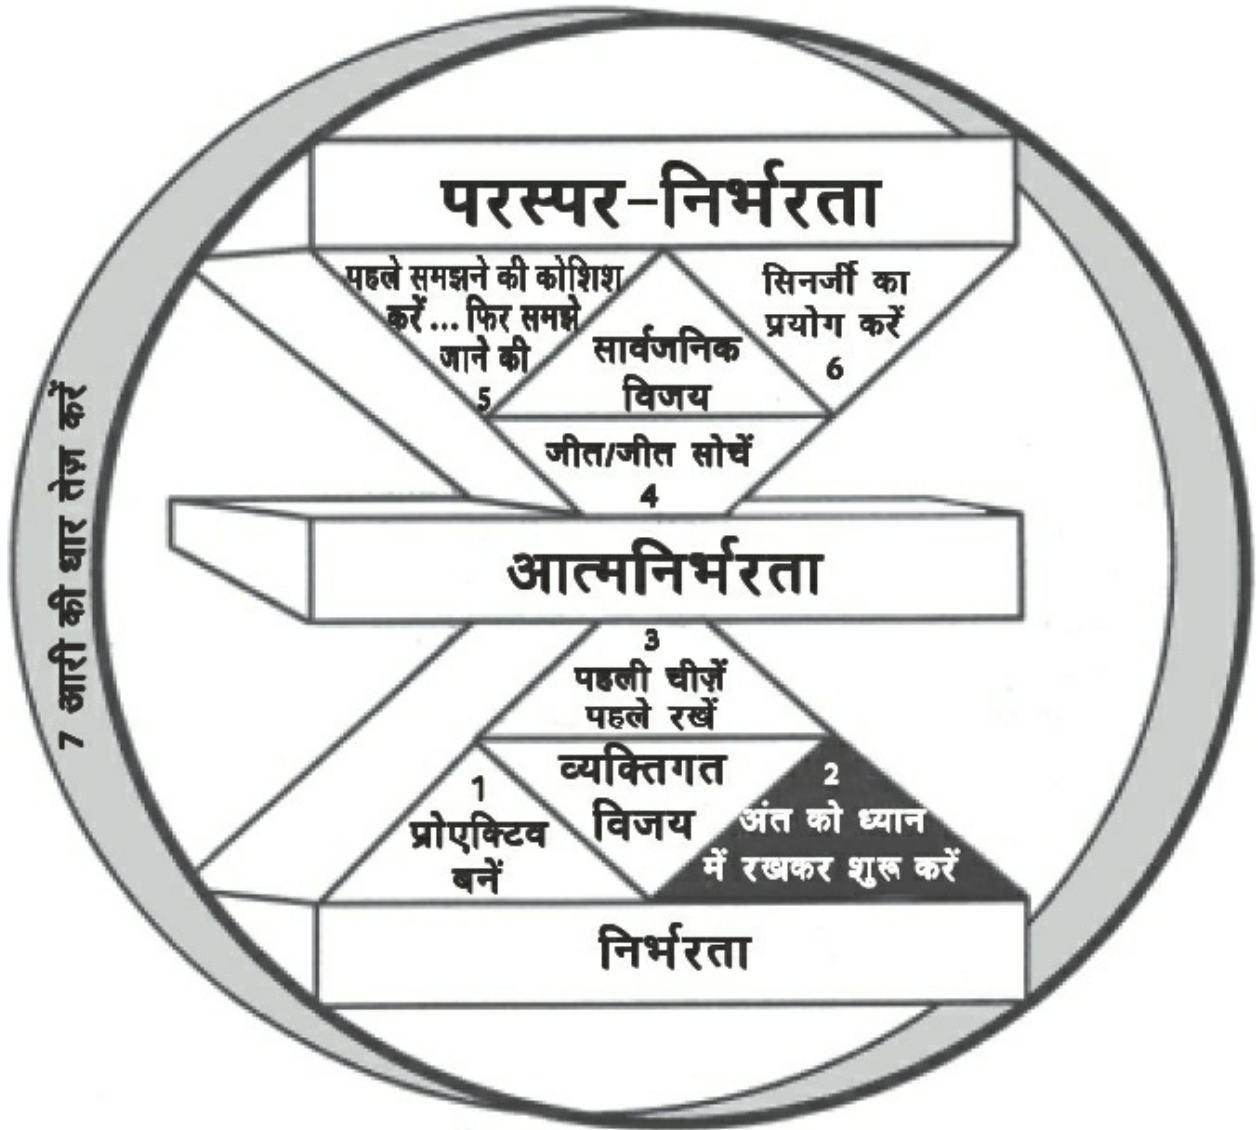 परस्पर-निर्भरता
पहले समझने की कोशिश
करें... फिर समझे
जाने की
5
सार्वजनिक
विजय
सिनर्जी का
प्रयोग करें
6
जीत/जीत सोचें
4
आत्मनिर्भरता
3
पहली चीज़ें
पहले रखें
व्यक्तिगत
विजय
1
प्रोएक्टिव
बनें
2
अंत को ध्यान
में रखकर शुरू करें
निर्भरता
7 आरी की धार तेज़ करें